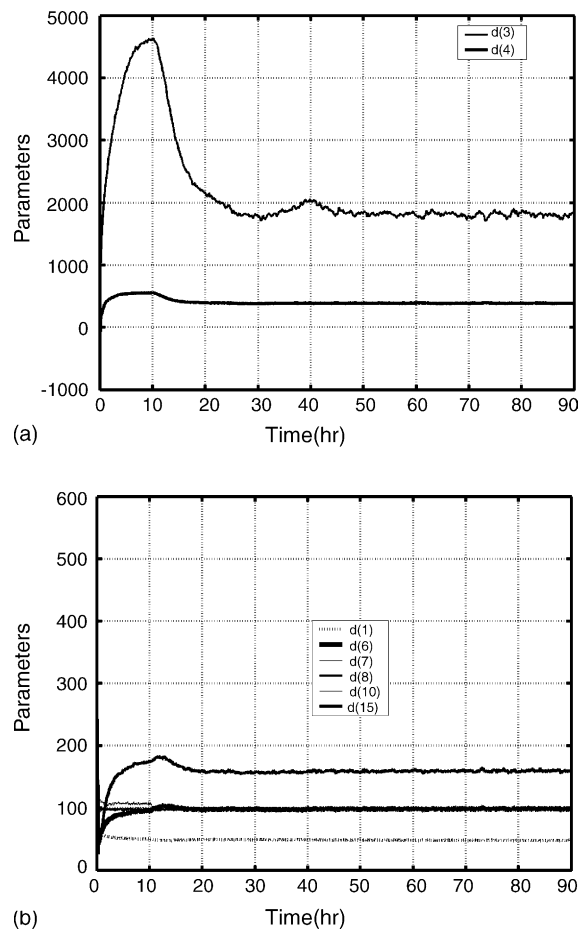 5000
4000
3000
2000
1000
0
-1000
Parameters
d(3)
d(4)
0 10 20 30 40 50 60 70 80 90
(a)
Time(hr)
600
500
400
300
200
100
0
Parameters
d(1)
d(6)
d(7)
d(8)
d(10)
d(15)
0 10 20 30 40 50 60 70 80 90
(b)
Time(hr)